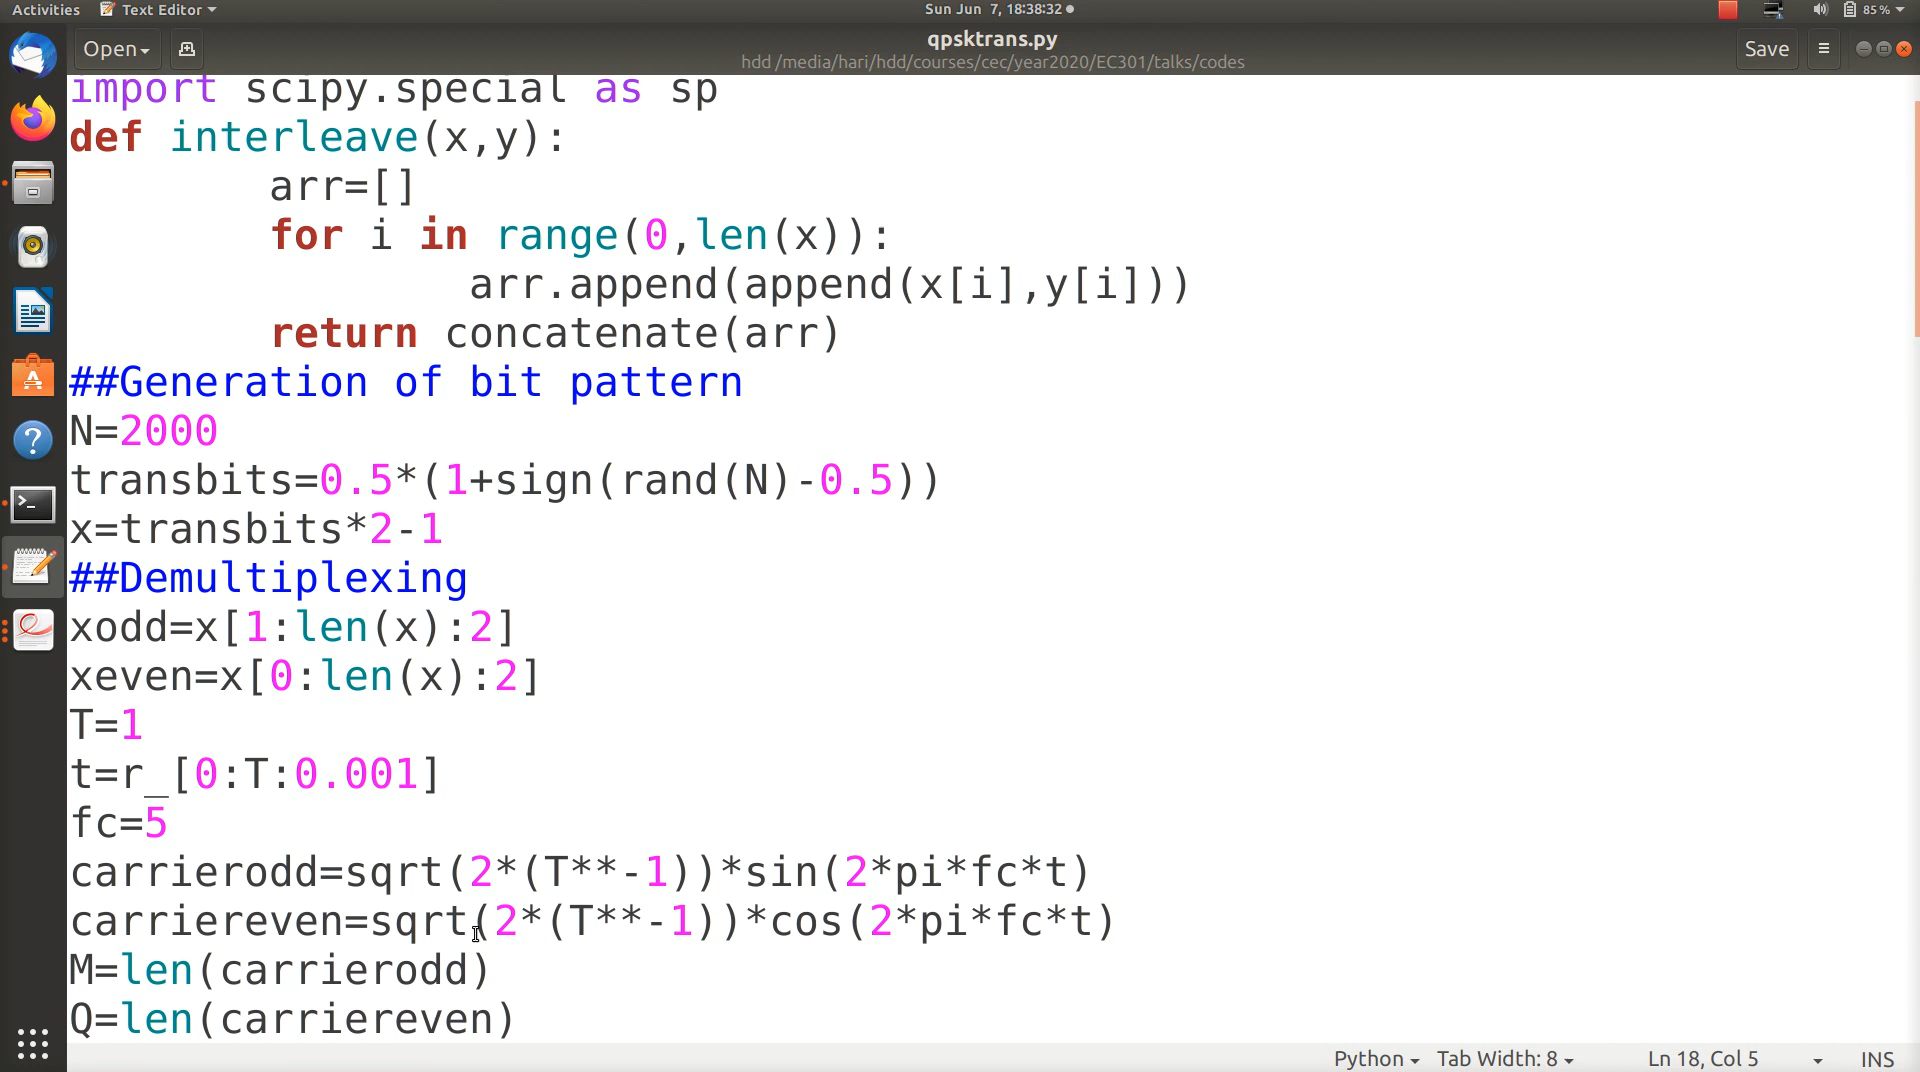 Activities Text Editor Sun Jun 7, 18:38:32 85%
Open qpsktrans.py Save
hdd /media/hari/hdd/courses/cec/year2020/EC301/talks/codes
import scipy.special as sp
def interleave(x,y):
        arr=[]
        for i in range(0,len(x)):
                arr.append(append(x[i],y[i]))
        return concatenate(arr)
##Generation of bit pattern
N=2000
transbits=0.5*(1+sign(rand(N)-0.5))
x=transbits*2-1
##Demultiplexing
xodd=x[1:len(x):2]
xeven=x[0:len(x):2]
T=1
t=r_[0:T:0.001]
fc=5
carrierodd=sqrt(2*(T**-1))*sin(2*pi*fc*t)
carriereven=sqrt(2*(T**-1))*cos(2*pi*fc*t)
M=len(carrierodd)
Q=len(carriereven)
Python Tab Width: 8 Ln 18, Col 5 INS